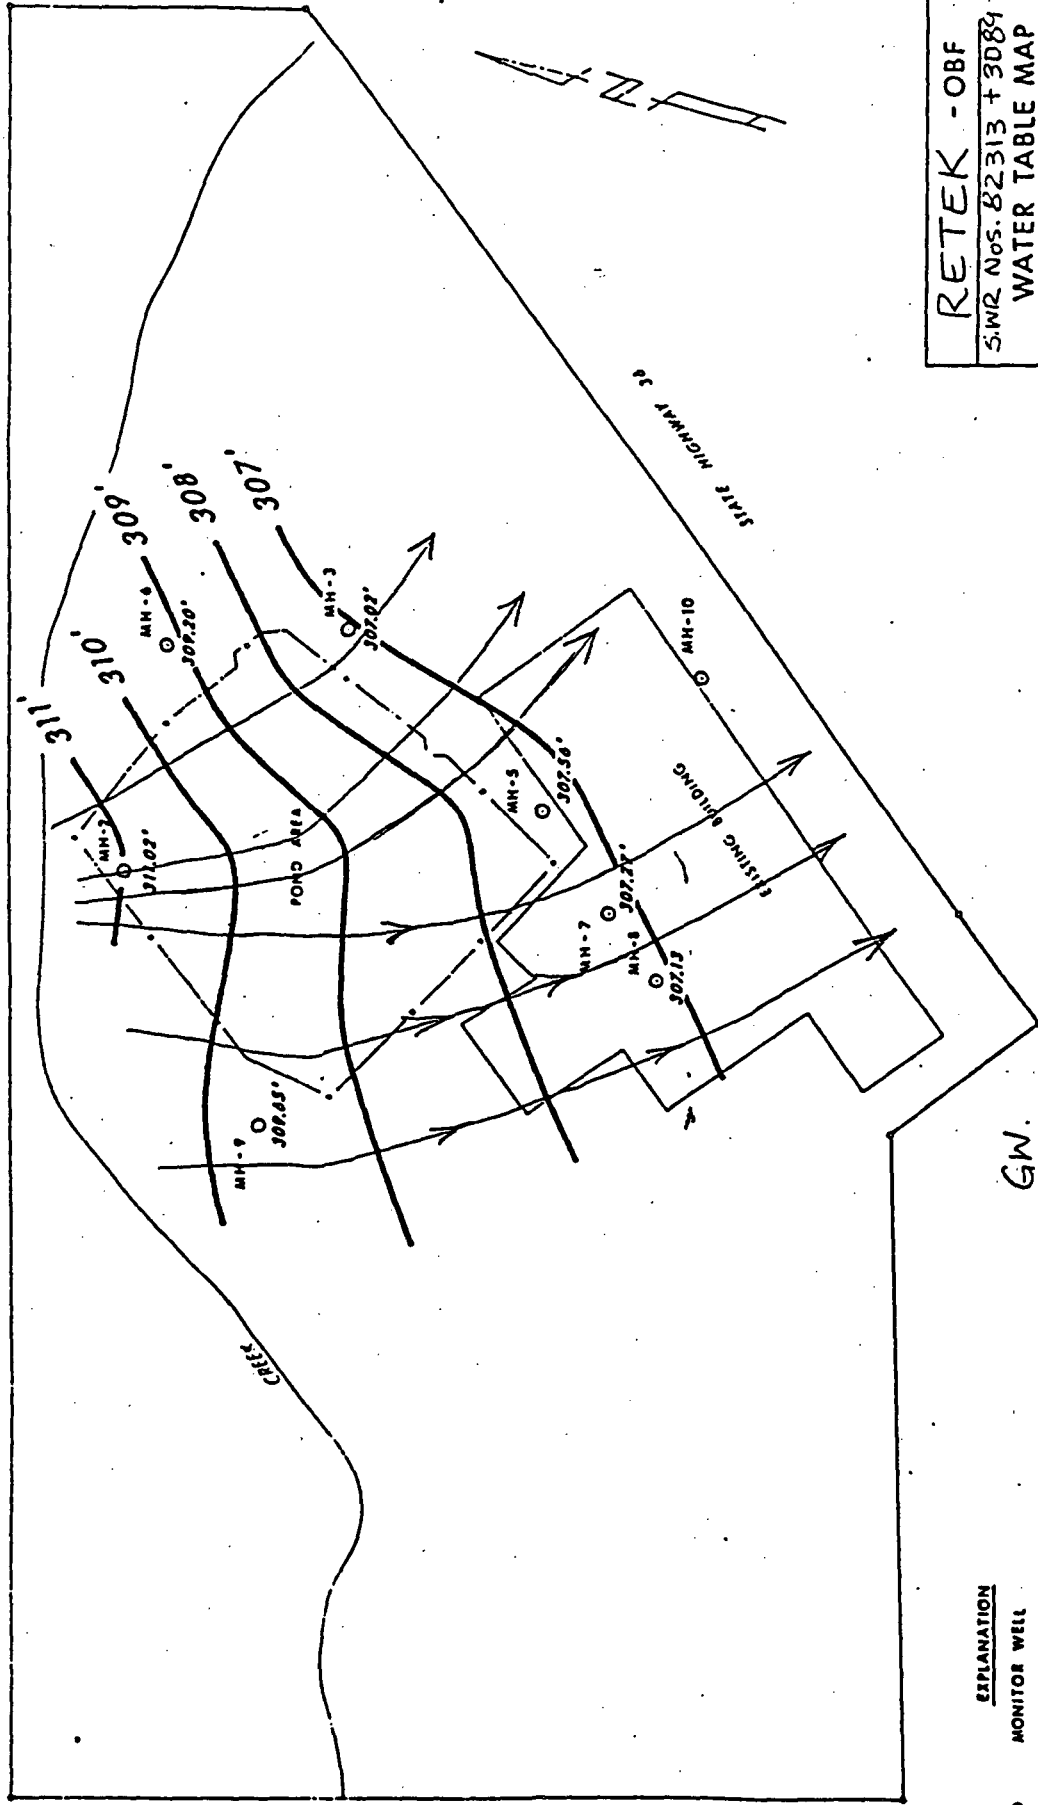 RETEK - OBF
S.WR Nos. 82313 + 3084
WATER TABLE MAP
N
311'
310'
309'
308'
307'
MH-2
311.02'
MH-6
309.20'
MH-3
307.02'
POND AREA
MH-5
307.56'
MH-7
307.27'
MH-8
307.13
MH-9
309.65'
MH-10
EXISTING BUILDING
STATE HIGHWAY
CREEK
GW.
EXPLANATION
MONITOR WELL